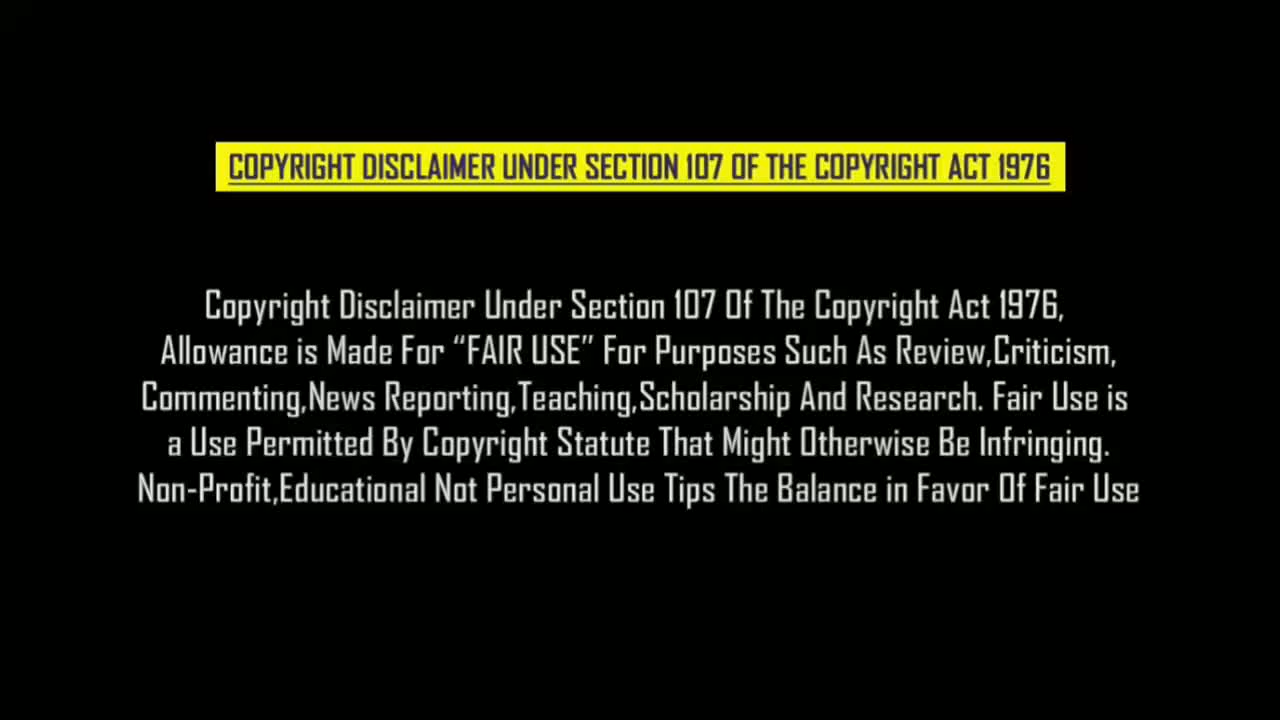 COPYRIGHT DISCLAIMER UNDER SECTION 107 OF THE COPYRIGHT ACT 1976
Copyright Disclaimer Under Section 107 Of The Copyright Act 1976,
Allowance is Made For “FAIR USE” For Purposes Such As Review,Criticism,
Commenting,News Reporting,Teaching,Scholarship And Research. Fair Use is
a Use Permitted By Copyright Statute That Might Otherwise Be Infringing.
Non-Profit,Educational Not Personal Use Tips The Balance in Favor Of Fair Use